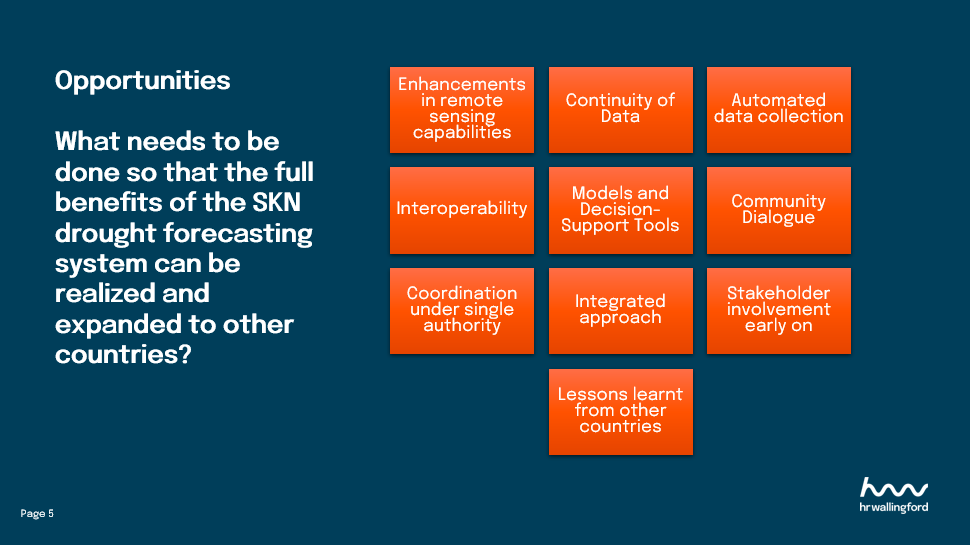 Opportunities
What needs to be
done so that the full
benefits of the SKN
drought forecasting
system can be
realized and
expanded to other
countries?
Enhancements
in remote
sensing
capabilities
Continuity of
Data
Automated
data collection
Interoperability
Models and
Decision-
Support Tools
Community
Dialogue
Coordination
under single
authority
Integrated
approach
Stakeholder
involvement
early on
Lessons learnt
from other
countries
Page 5
hr wallingford